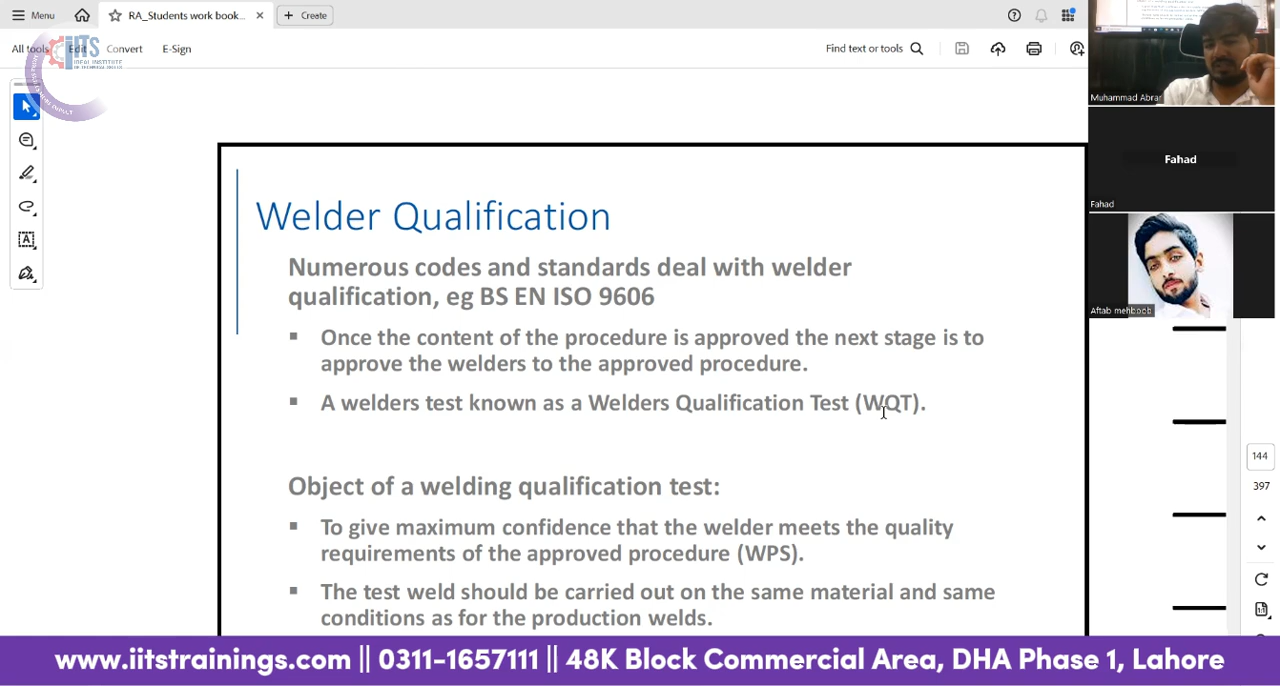 Menu
RA_Students work book...
Create
All tools Edit Convert E-Sign
Find text or tools
iiTS
IDEAL INSTITUTE
Muhammad Abrar
Fahad
Fahad
Aftab mehboob
Welder Qualification
Numerous codes and standards deal with welder
qualification, eg BS EN ISO 9606
Once the content of the procedure is approved the next stage is to
approve the welders to the approved procedure.
A welders test known as a Welders Qualification Test (WQT).
Object of a welding qualification test:
To give maximum confidence that the welder meets the quality
requirements of the approved procedure (WPS).
The test weld should be carried out on the same material and same
conditions as for the production welds.
144
397
www.iitstrainings.com || 0311-1657111 || 48K Block Commercial Area, DHA Phase 1, Lahore